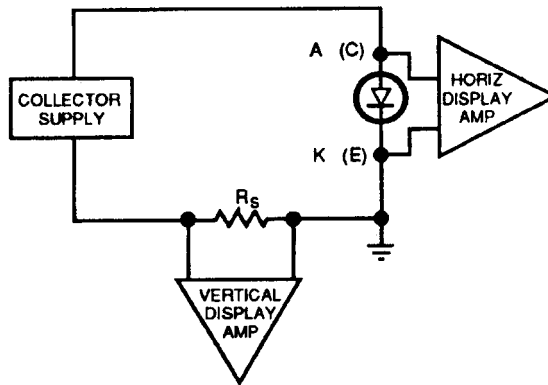 A (C)
HORIZ
DISPLAY
AMP
COLLECTOR
SUPPLY
K (E)
RS
VERTICAL
DISPLAY
AMP